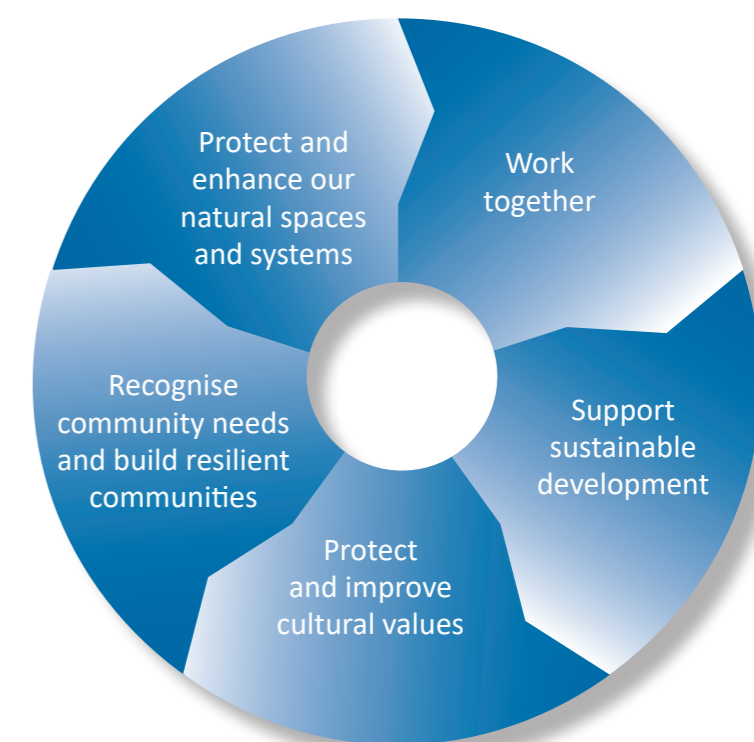 Protect and
enhance our
natural spaces
and systems
Work
together
Support
sustainable
development
Protect
and improve
cultural values
Recognise
community needs
and build resilient
communities